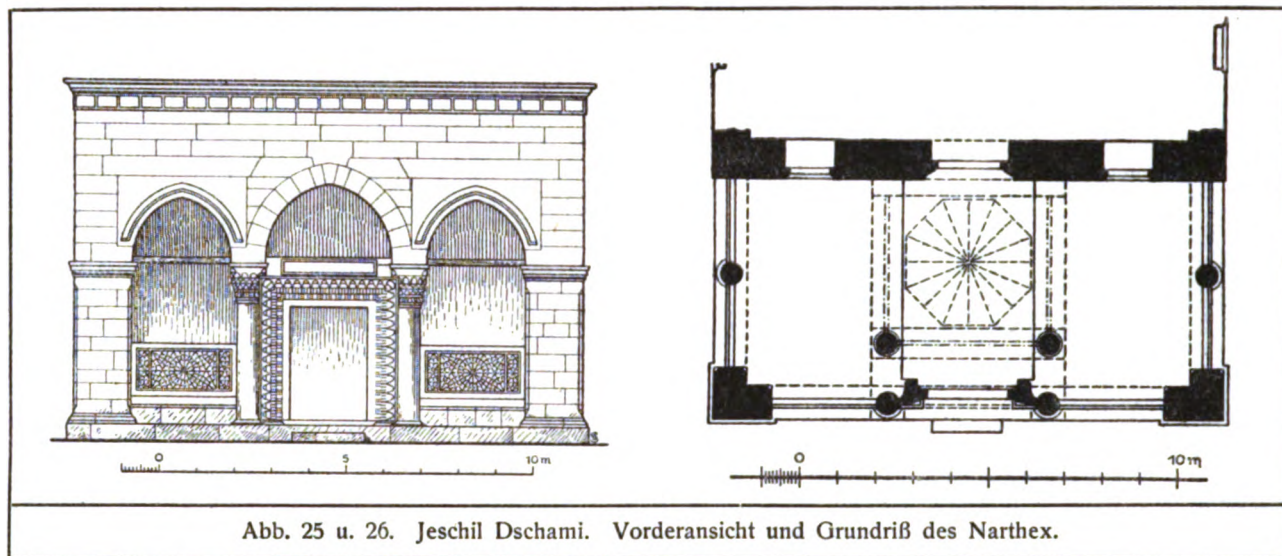 0 5 10 m
0 10 m
Abb. 25 u. 26. Jeschil Dschami. Vorderansicht und Grundriß des Narthex.